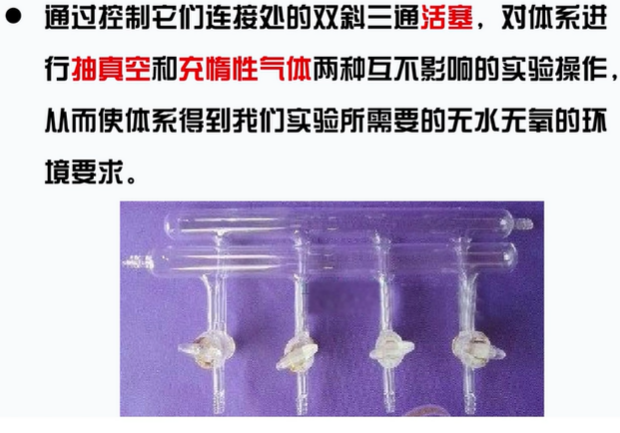 ● 通过控制它们连接处的双斜三通活塞，对体系进
行抽真空和充惰性气体两种互不影响的实验操作，
从而使体系得到我们实验所需要的无水无氧的环
境要求。